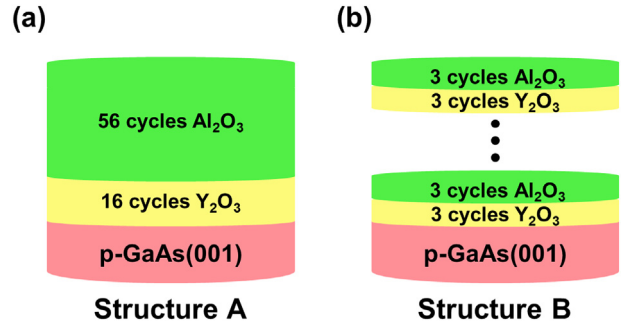 (a)
56 cycles Al₂O₃
16 cycles Y₂O₃
p-GaAs(001)
Structure A
(b)
3 cycles Al₂O₃
3 cycles Y₂O₃
3 cycles Al₂O₃
3 cycles Y₂O₃
p-GaAs(001)
Structure B